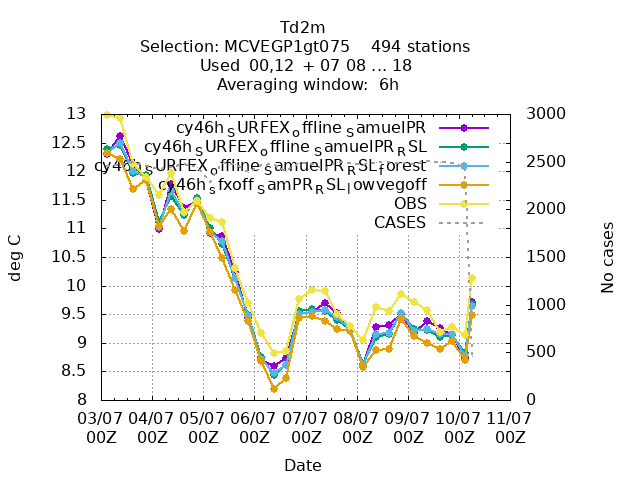 Td2m
Selection: MCVEGP1gt075    494 stations
Used  00,12  + 07 08 ... 18
Averaging window:  6h
cy46h_SURFEX_offline_SamuelPR
cy46h_SURFEX_offline_SamuelPR_RSL
cy46h_SURFEX_offline_SamuelPR_RSL_forest
cy46h_sfxoff_SamPR_RSL_lowvegoff
OBS
CASES
13
12.5
12
11.5
11
10.5
10
9.5
9
8.5
8
3000
2500
2000
1500
1000
500
0
deg C
No cases
03/07 04/07 05/07 06/07 07/07 08/07 09/07 10/07 11/07
00Z 00Z 00Z 00Z 00Z 00Z 00Z 00Z 00Z
Date